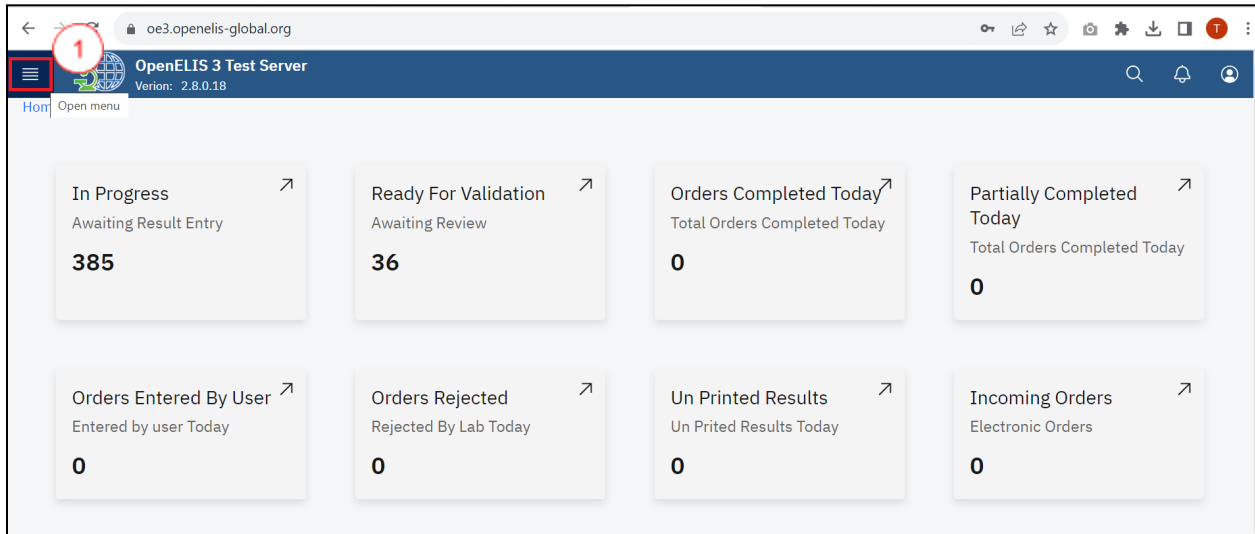 oe3.openelis-global.org
T
1
OpenELIS 3 Test Server
Verion: 2.8.0.18
Hom
Open menu
In Progress
Awaiting Result Entry
385
Ready For Validation
Awaiting Review
36
Orders Completed Today
Total Orders Completed Today
0
Partially Completed
Today
Total Orders Completed Today
0
Orders Entered By User
Entered by user Today
0
Orders Rejected
Rejected By Lab Today
0
Un Printed Results
Un Prited Results Today
0
Incoming Orders
Electronic Orders
0